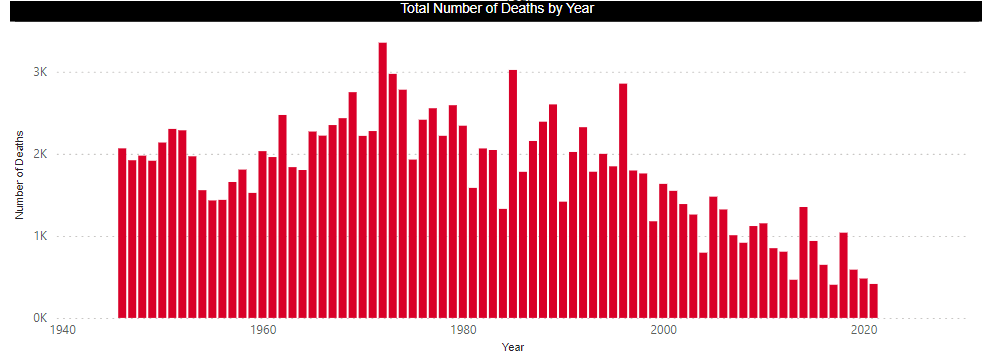 Total Number of Deaths by Year
3K
2K
1K
0K
Number of Deaths
1940 1960 1980 2000 2020
Year